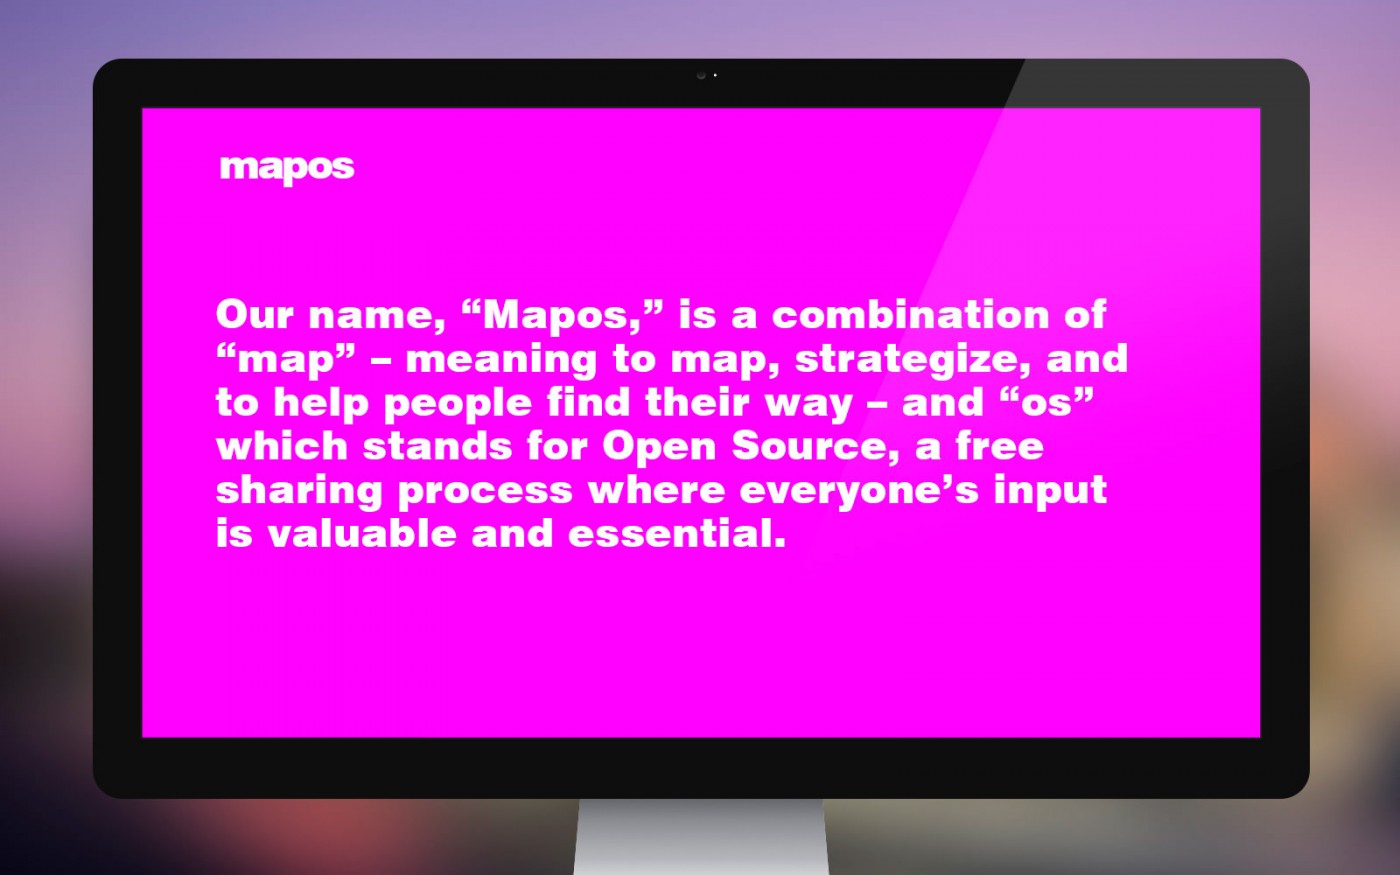 mapos
Our name, “Mapos,” is a combination of
“map” – meaning to map, strategize, and
to help people find their way – and “os”
which stands for Open Source, a free
sharing process where everyone’s input
is valuable and essential.